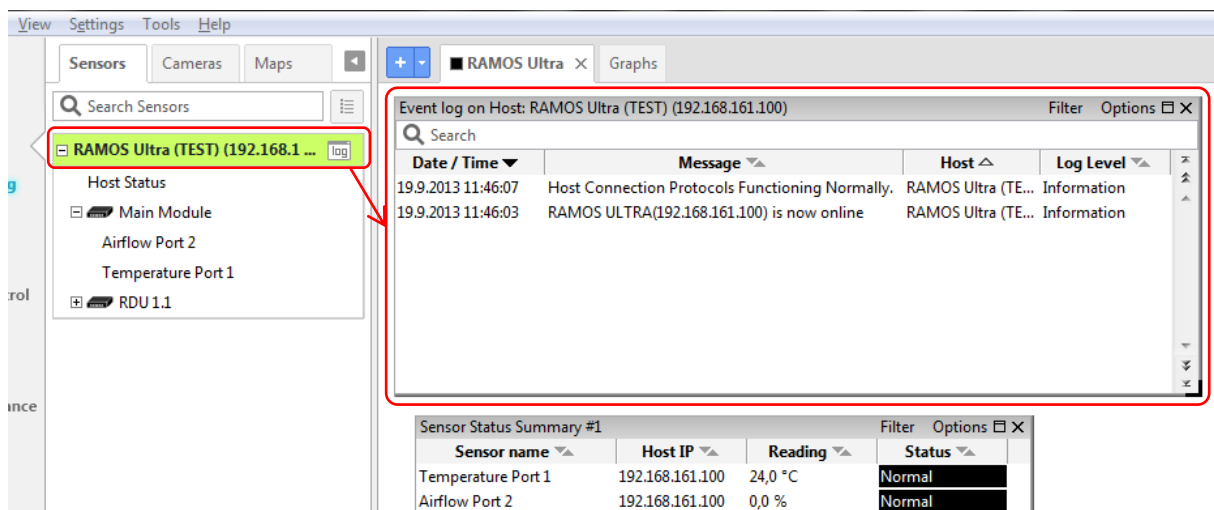 View Settings Tools Help
Sensors Cameras Maps
RAMOS Ultra Graphs
Search Sensors
RAMOS Ultra (TEST) (192.168.1 ... log
Host Status
Main Module
Airflow Port 2
Temperature Port 1
RDU 1.1
Event log on Host: RAMOS Ultra (TEST) (192.168.161.100) Filter Options
Search
Date / Time Message Host Log Level
19.9.2013 11:46:07 Host Connection Protocols Functioning Normally. RAMOS Ultra (TE... Information
19.9.2013 11:46:03 RAMOS ULTRA(192.168.161.100) is now online RAMOS Ultra (TE... Information
Sensor Status Summary #1 Filter Options
Sensor name Host IP Reading Status
Temperature Port 1 192.168.161.100 24,0 °C Normal
Airflow Port 2 192.168.161.100 0,0 % Normal